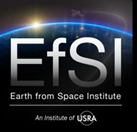 EfSI
Earth from Space Institute
An Institute of USRA